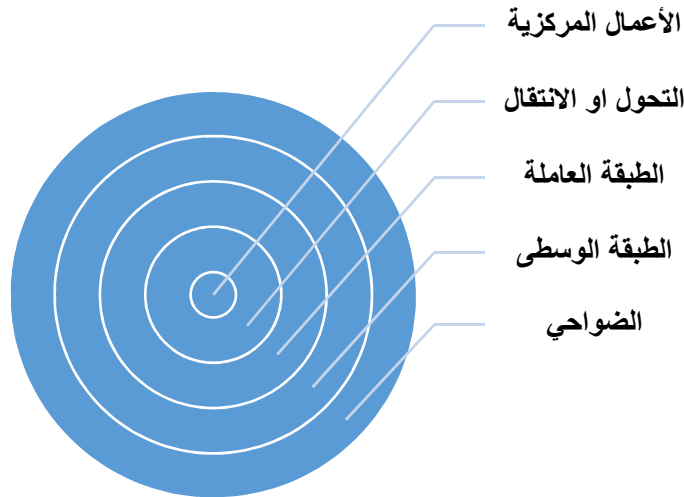 الأعمال المركزية
التحول او الانتقال
الطبقة العاملة
الطبقة الوسطى
الضواحي